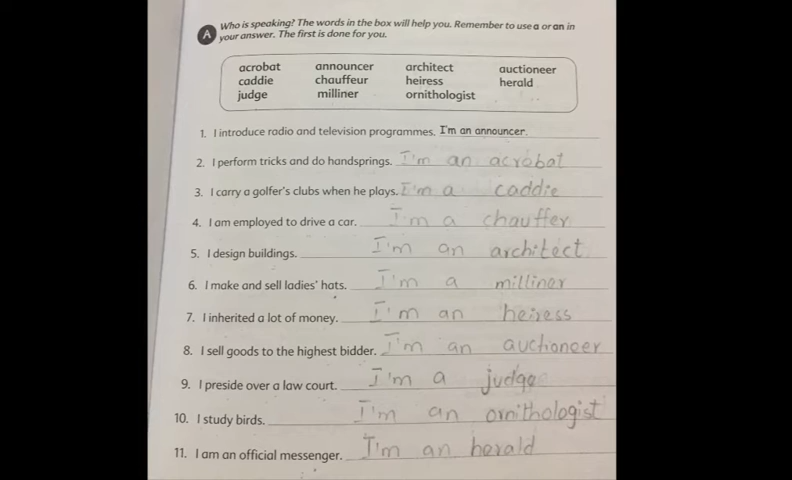 A Who is speaking? The words in the box will help you. Remember to use a or an in
your answer. The first is done for you.
acrobat announcer architect auctioneer
caddie chauffeur heiress herald
judge milliner ornithologist
1. I introduce radio and television programmes. I'm an announcer.
2. I perform tricks and do handsprings. I'm an acrobat
3. I carry a golfer's clubs when he plays. I'm a caddie
4. I am employed to drive a car. I'm a chauffer
5. I design buildings. I'm an architect
6. I make and sell ladies' hats. I'm a milliner
7. I inherited a lot of money. I'm an heiress
8. I sell goods to the highest bidder. I'm an auctioneer
9. I preside over a law court. I'm a judge
10. I study birds. I'm an ornithologist
11. I am an official messenger. I'm an herald